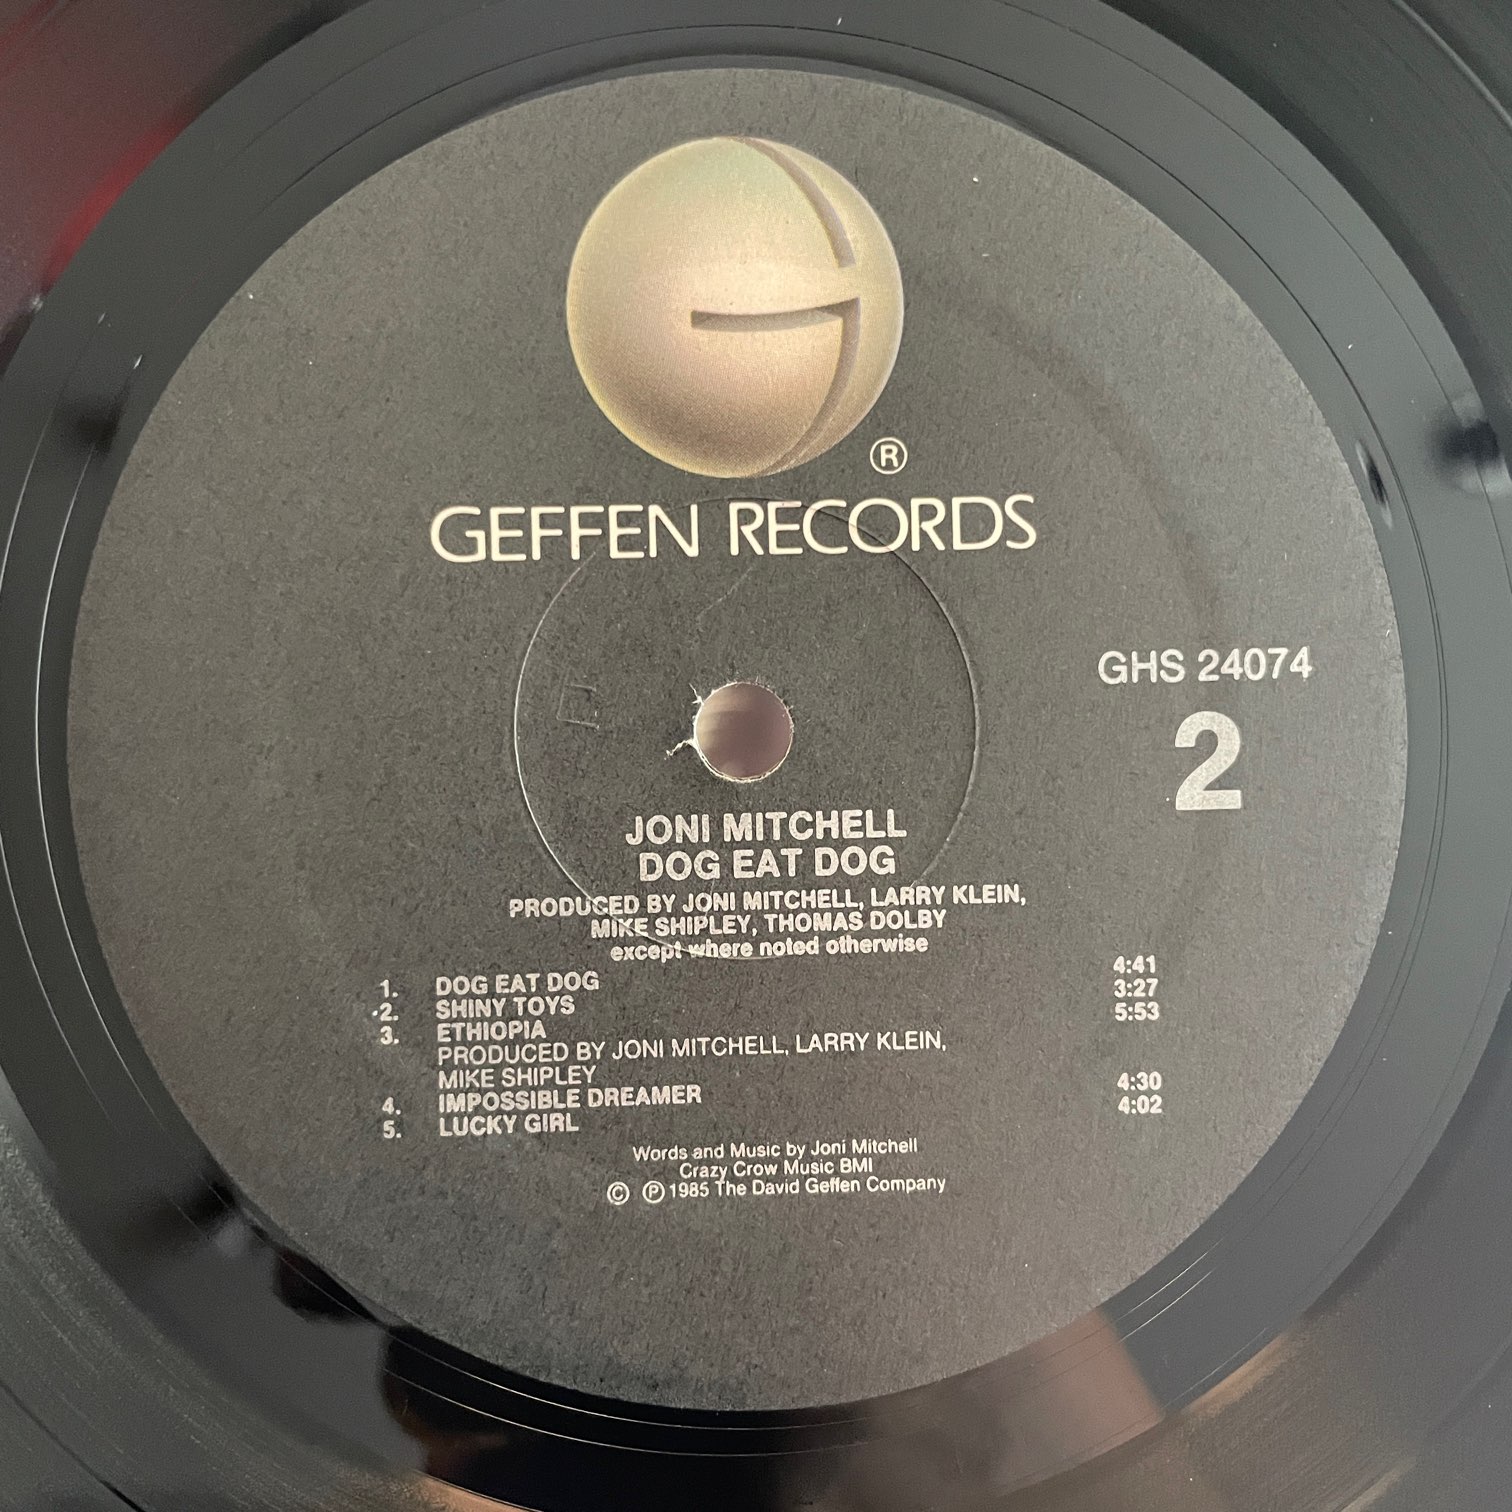 ®
GEFFEN RECORDS
GHS 24074
2
JONI MITCHELL
DOG EAT DOG
PRODUCED BY JONI MITCHELL, LARRY KLEIN,
MIKE SHIPLEY, THOMAS DOLBY
except where noted otherwise
1. DOG EAT DOG 4:41
2. SHINY TOYS 3:27
3. ETHIOPIA 5:53
PRODUCED BY JONI MITCHELL, LARRY KLEIN,
MIKE SHIPLEY
4. IMPOSSIBLE DREAMER 4:30
5. LUCKY GIRL 4:02
Words and Music by Joni Mitchell
Crazy Crow Music BMI
© ℗ 1985 The David Geffen Company